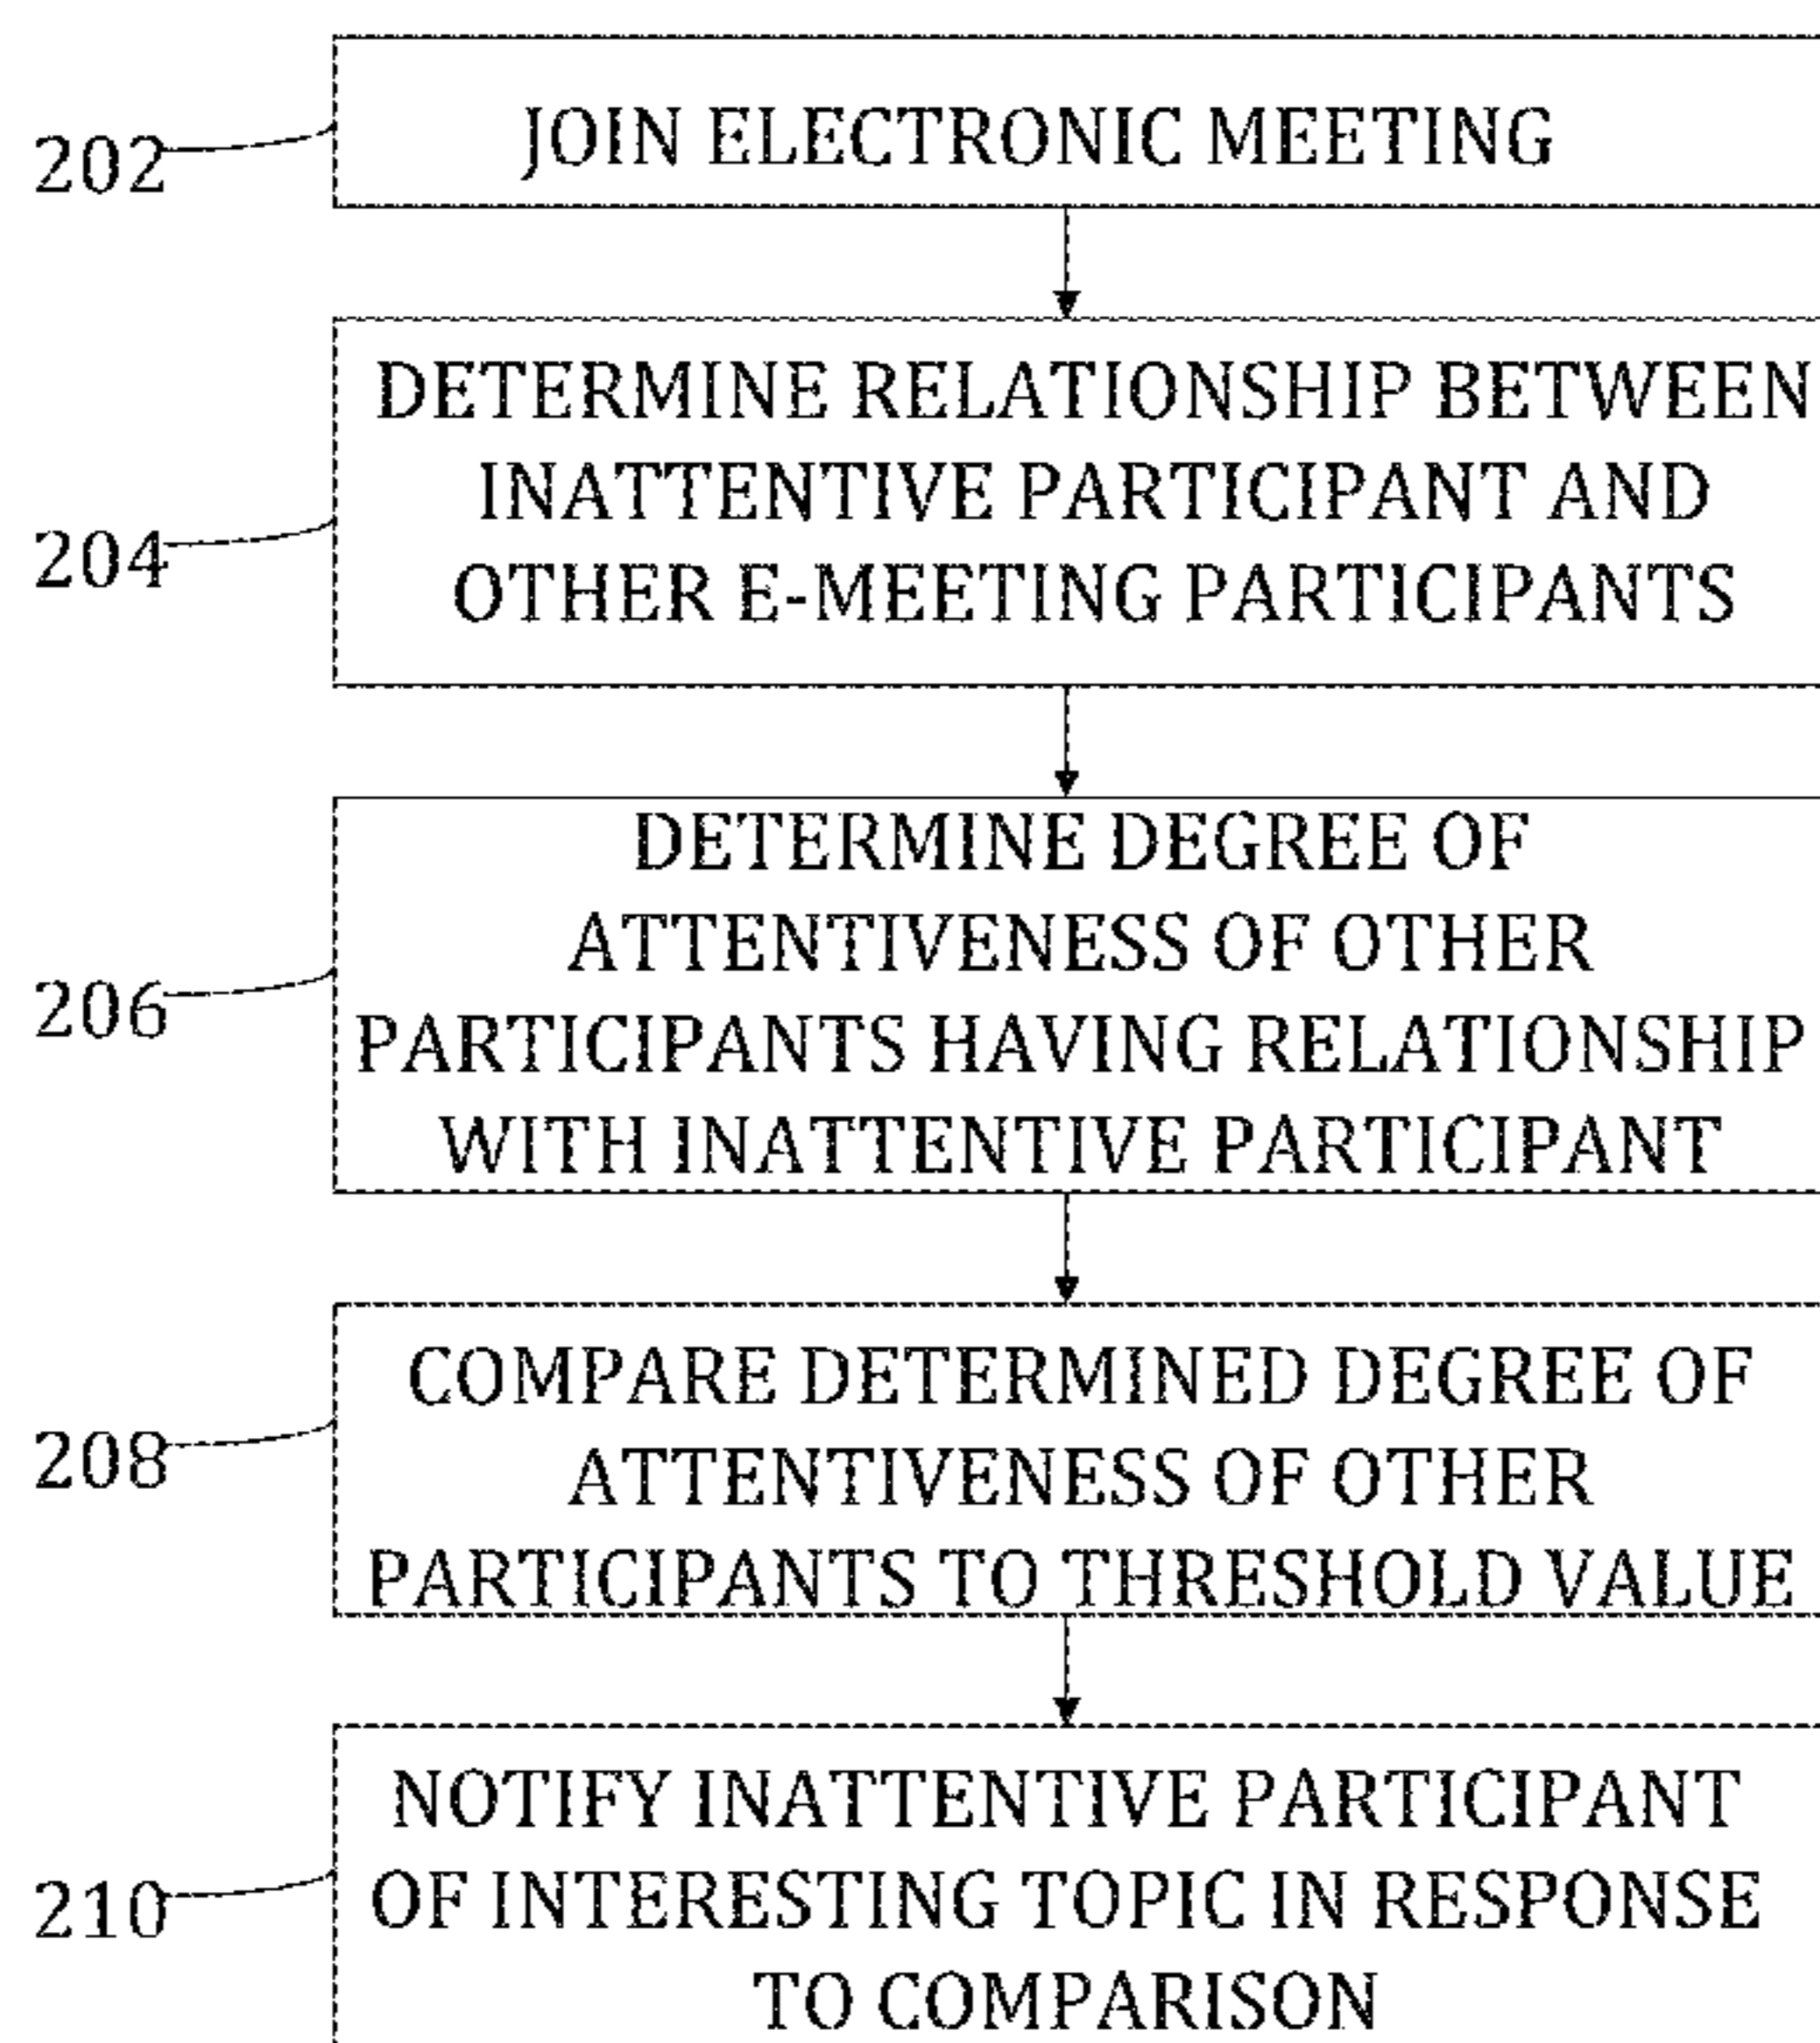 202
JOIN ELECTRONIC MEETING
204
DETERMINE RELATIONSHIP BETWEEN
INATTENTIVE PARTICIPANT AND
OTHER E-MEETING PARTICIPANTS
206
DETERMINE DEGREE OF
ATTENTIVENESS OF OTHER
PARTICIPANTS HAVING RELATIONSHIP
WITH INATTENTIVE PARTICIPANT
208
COMPARE DETERMINED DEGREE OF
ATTENTIVENESS OF OTHER
PARTICIPANTS TO THRESHOLD VALUE
210
NOTIFY INATTENTIVE PARTICIPANT
OF INTERESTING TOPIC IN RESPONSE
TO COMPARISON